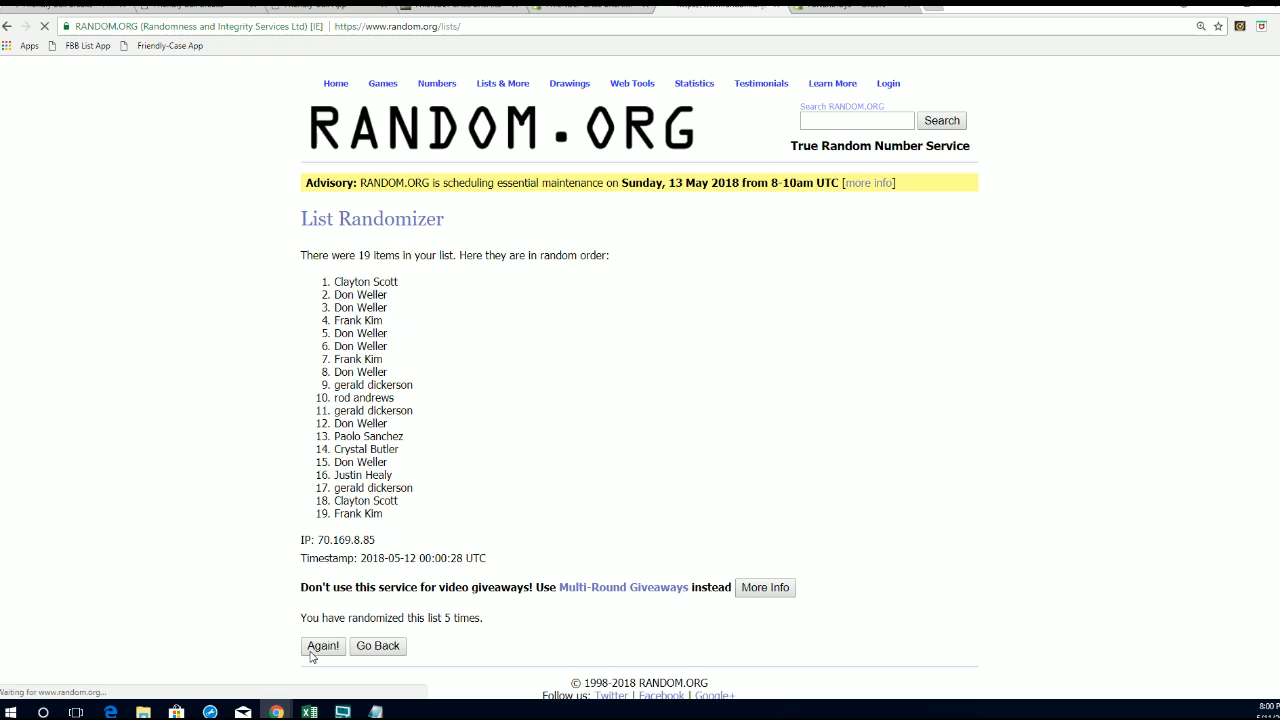 RANDOM.ORG (Randomness and Integrity Services Ltd) [IE] https://www.random.org/lists/
Apps FBB List App Friendly-Case App
Home Games Numbers Lists & More Drawings Web Tools Statistics Testimonials Learn More Login
RANDOM.ORG
Search RANDOM.ORG
Search
True Random Number Service
Advisory: RANDOM.ORG is scheduling essential maintenance on Sunday, 13 May 2018 from 8-10am UTC [more info]
List Randomizer
There were 19 items in your list. Here they are in random order:
1. Clayton Scott
2. Don Weller
3. Don Weller
4. Frank Kim
5. Don Weller
6. Don Weller
7. Frank Kim
8. Don Weller
9. gerald dickerson
10. rod andrews
11. gerald dickerson
12. Don Weller
13. Paolo Sanchez
14. Crystal Butler
15. Don Weller
16. Justin Healy
17. gerald dickerson
18. Clayton Scott
19. Frank Kim
IP: 70.169.8.85
Timestamp: 2018-05-12 00:00:28 UTC
Don't use this service for video giveaways! Use Multi-Round Giveaways instead More Info
You have randomized this list 5 times.
Again! Go Back
© 1998-2018 RANDOM.ORG
Follow us: Twitter | Facebook | Google+
Waiting for www.random.org...
8:00 P